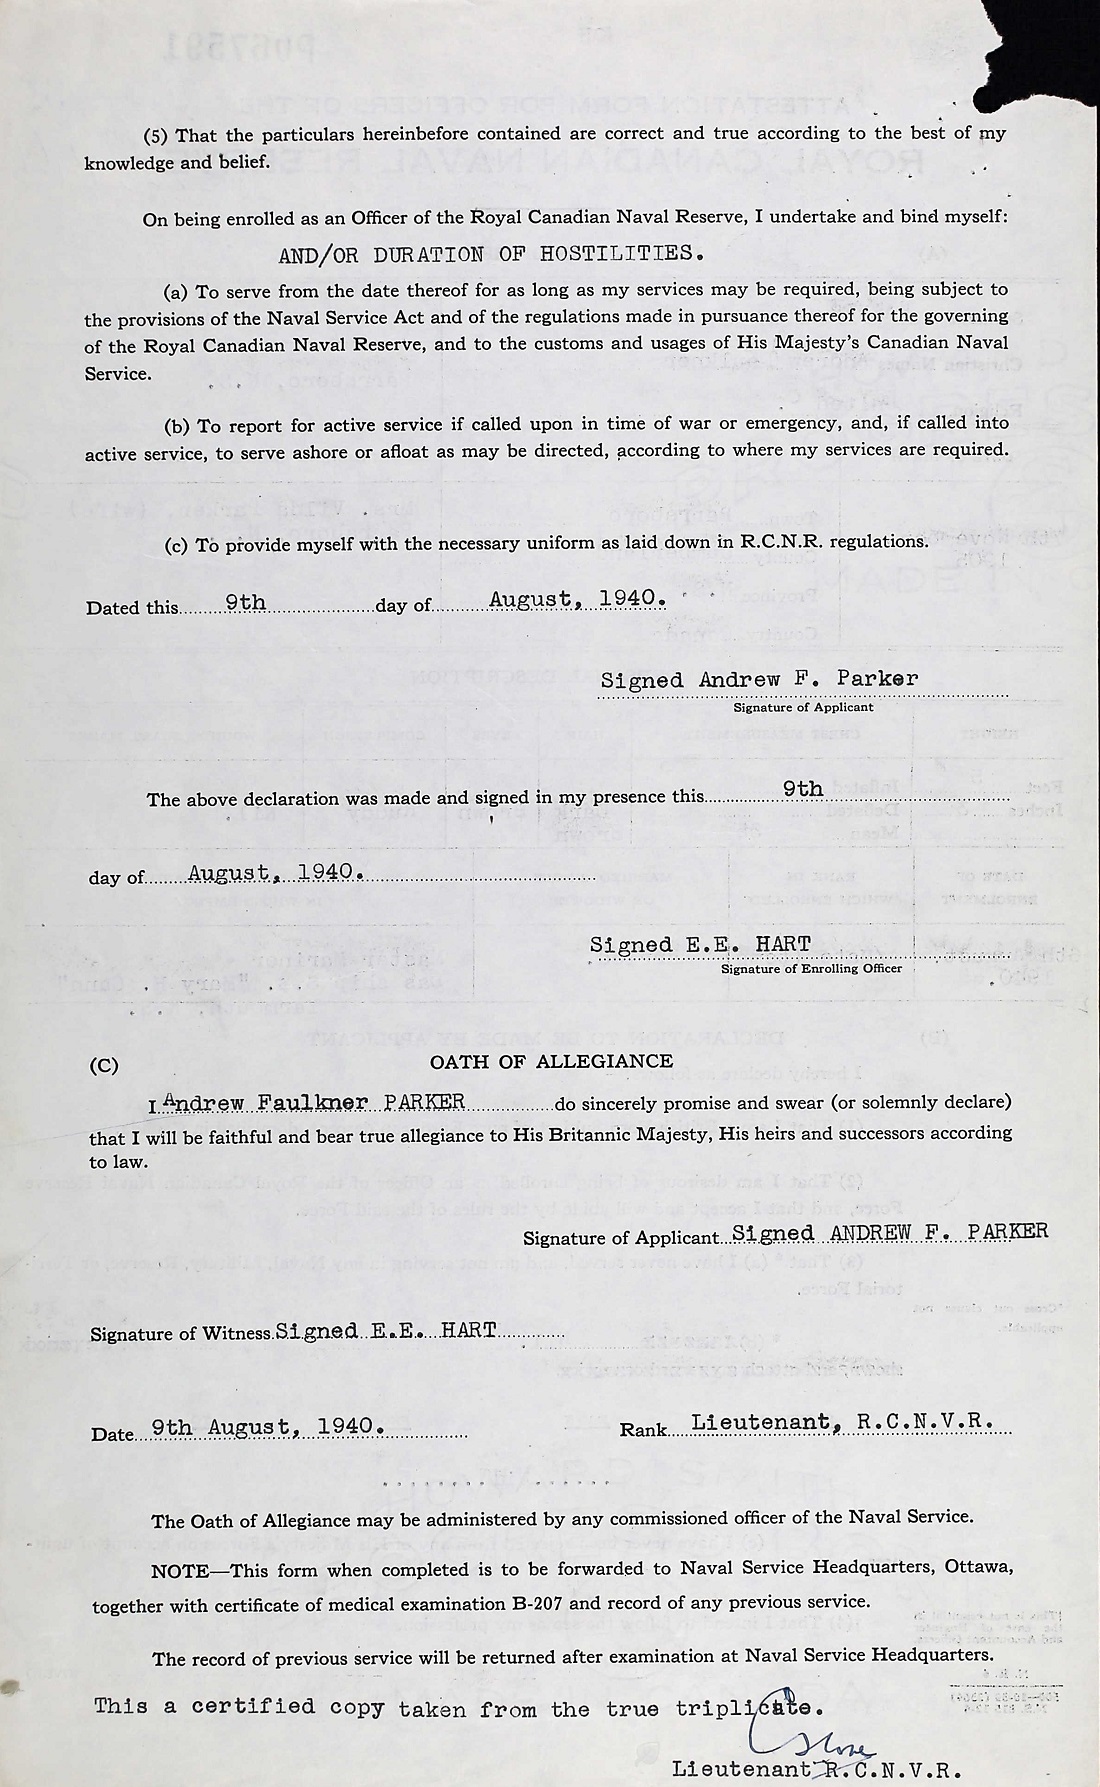 (5) That the particulars hereinbefore contained are correct and true according to the best of my
knowledge and belief.
On being enrolled as an Officer of the Royal Canadian Naval Reserve, I undertake and bind myself:
AND/OR DURATION OF HOSTILITIES.
(a) To serve from the date thereof for as long as my services may be required, being subject to
the provisions of the Naval Service Act and of the regulations made in pursuance thereof for the governing
of the Royal Canadian Naval Reserve, and to the customs and usages of His Majesty's Canadian Naval
Service.
(b) To report for active service if called upon in time of war or emergency, and, if called into
active service, to serve ashore or afloat as may be directed, according to where my services are required.
(c) To provide myself with the necessary uniform as laid down in R.C.N.R. regulations.
Dated this 9th day of August, 1940.
Signed Andrew F. Parker
Signature of Applicant
The above declaration was made and signed in my presence this 9th
day of August, 1940.
Signed E.E. HART
Signature of Enrolling Officer
(C) OATH OF ALLEGIANCE
I Andrew Faulkner PARKER do sincerely promise and swear (or solemnly declare)
that I will be faithful and bear true allegiance to His Britannic Majesty, His heirs and successors according
to law.
Signature of Applicant Signed ANDREW F. PARKER
Signature of Witness Signed E.E. HART
Date 9th August, 1940. Rank Lieutenant, R.C.N.V.R.
The Oath of Allegiance may be administered by any commissioned officer of the Naval Service.
NOTE—This form when completed is to be forwarded to Naval Service Headquarters, Ottawa,
together with certificate of medical examination B-207 and record of any previous service.
The record of previous service will be returned after examination at Naval Service Headquarters.
This a certified copy taken from the true triplicate.
Lieutenant R.C.N.V.R.